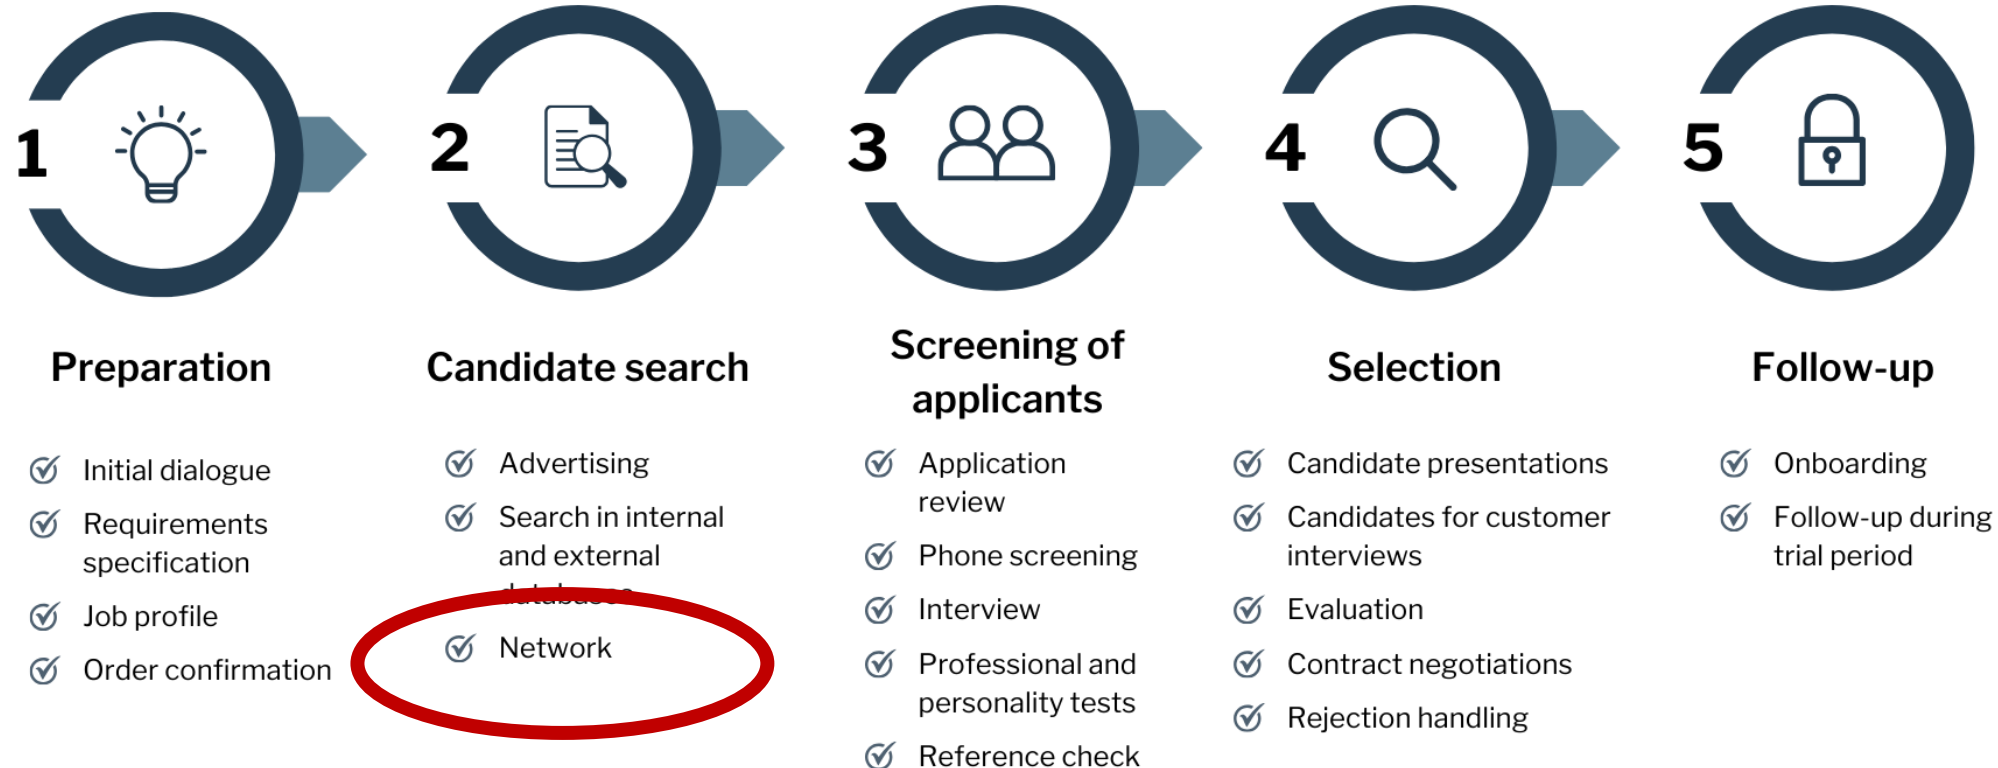 1
Preparation
Initial dialogue
Requirements
specification
Job profile
Order confirmation
2
Candidate search
Advertising
Search in internal
and external
databases
Network
3
Screening of
applicants
Application
review
Phone screening
Interview
Professional and
personality tests
Reference check
4
Selection
Candidate presentations
Candidates for customer
interviews
Evaluation
Contract negotiations
Rejection handling
5
Follow-up
Onboarding
Follow-up during
trial period